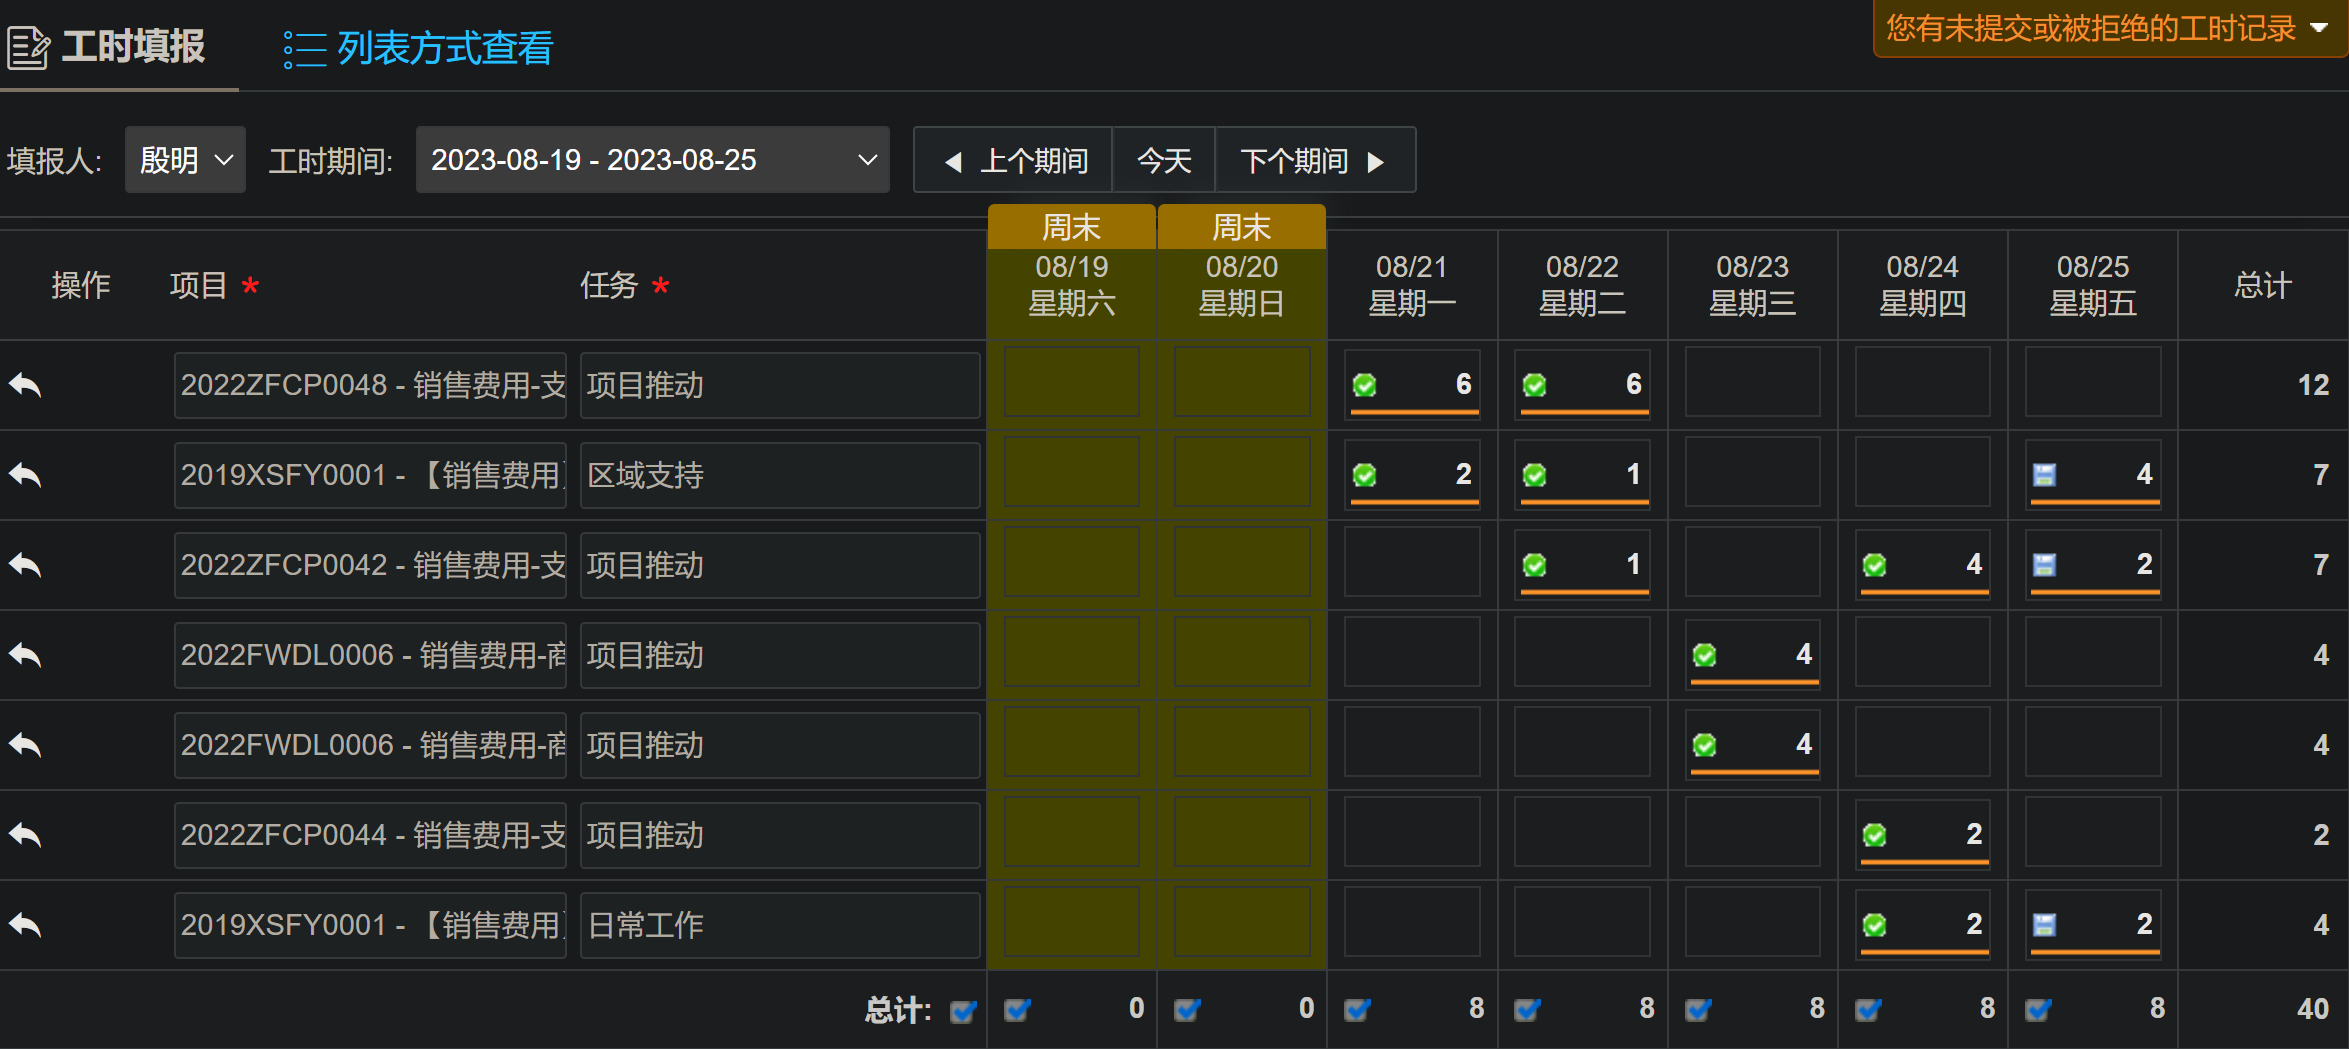 工时填报 列表方式查看 您有未提交或被拒绝的工时记录
填报人: 殷明 工时期间: 2023-08-19 - 2023-08-25 上个期间 今天 下个期间
周末 周末
操作 项目 * 任务 * 08/19 08/20 08/21 08/22 08/23 08/24 08/25 总计
星期六 星期日 星期一 星期二 星期三 星期四 星期五
2022ZFCP0048 - 销售费用-支 项目推动 6 6 12
2019XSFY0001 - 【销售费用】 区域支持 2 1 4 7
2022ZFCP0042 - 销售费用-支 项目推动 1 4 2 7
2022FWDL0006 - 销售费用-商 项目推动 4 4
2022FWDL0006 - 销售费用-商 项目推动 4 4
2022ZFCP0044 - 销售费用-支 项目推动 2 2
2019XSFY0001 - 【销售费用】 日常工作 2 2 4
总计: 0 0 8 8 8 8 8 40